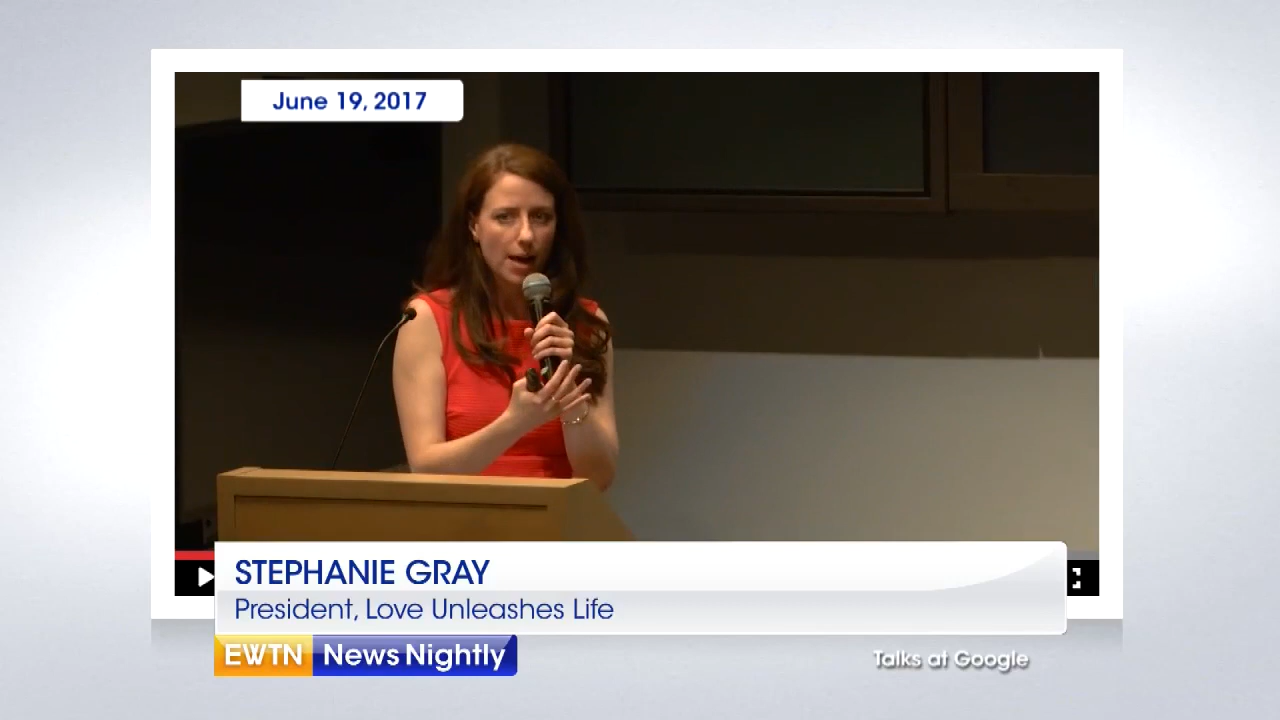 June 19, 2017
STEPHANIE GRAY
President, Love Unleashes Life
EWTN News Nightly
Talks at Google